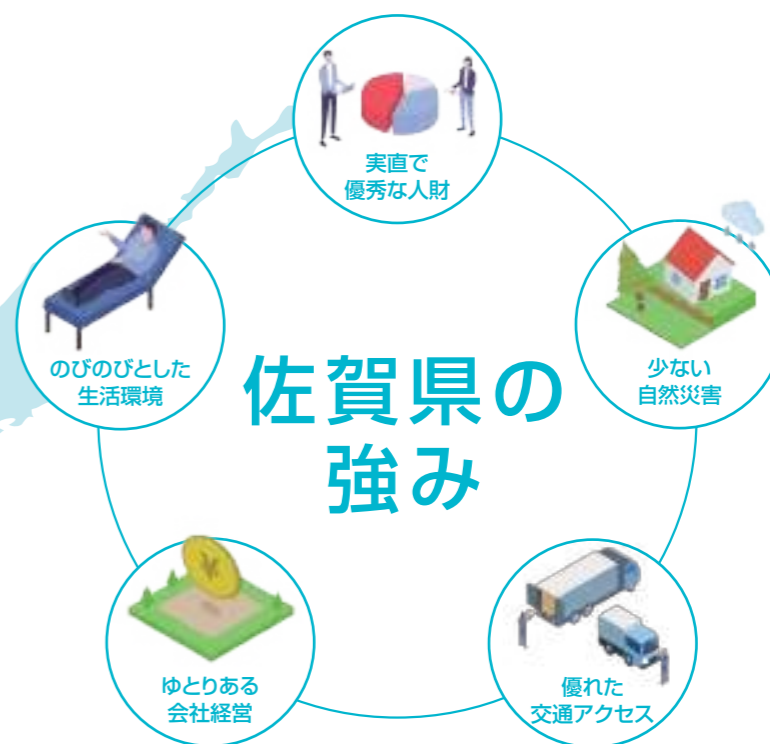 実直で
優秀な人財
少ない
自然災害
優れた
交通アクセス
ゆとりある
会社経営
のびのびとした
生活環境
佐賀県の
強み